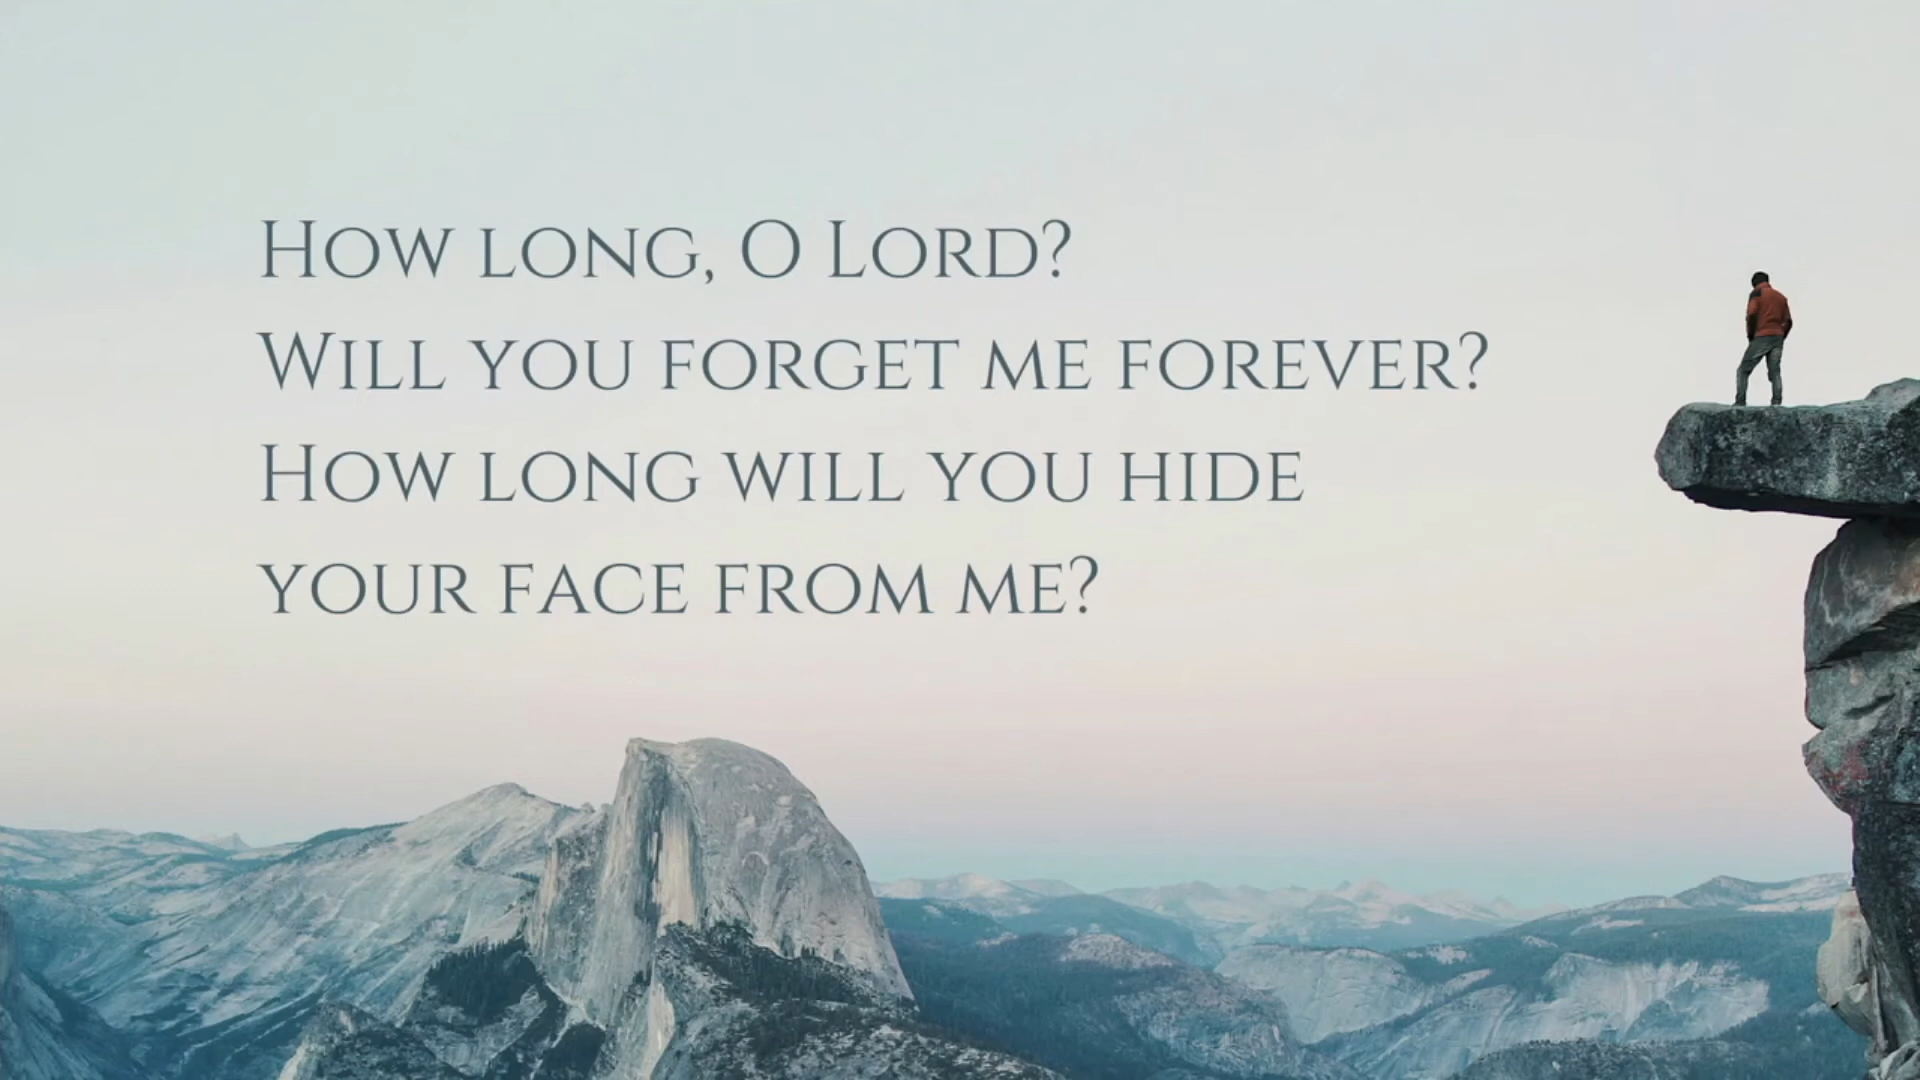 How long, O Lord?
Will you forget me forever?
How long will you hide
your face from me?